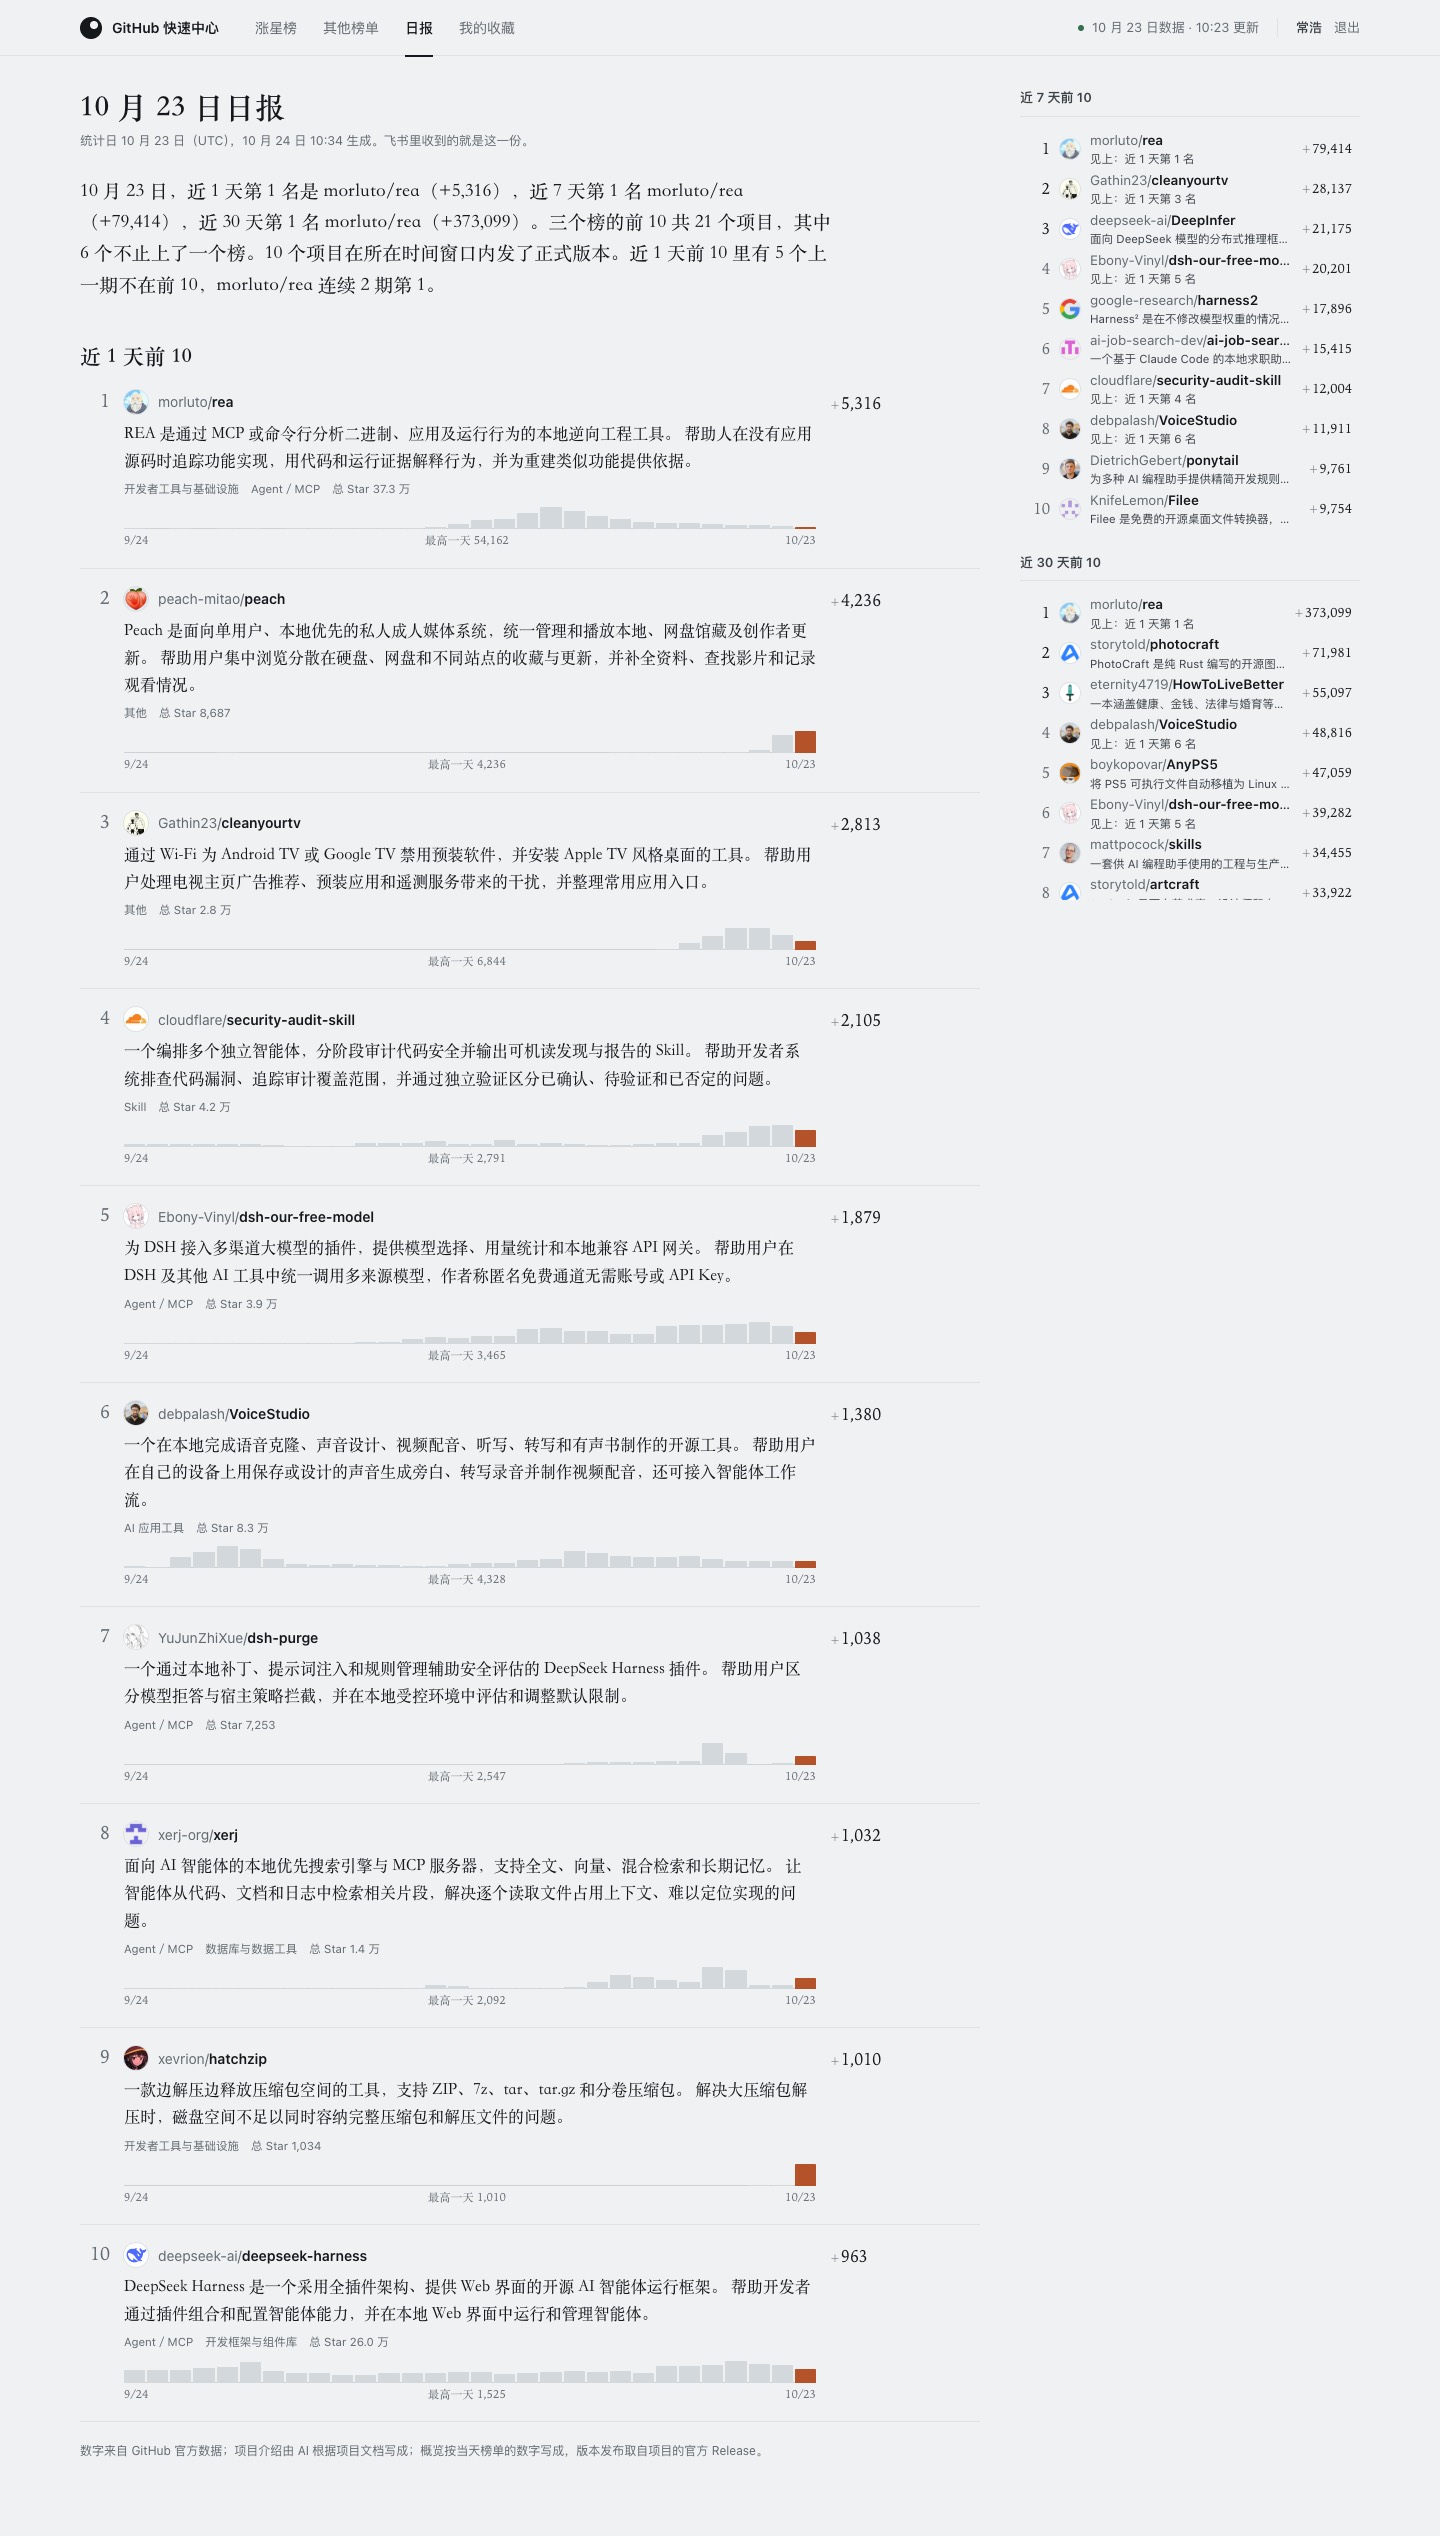 GitHub 快速中心
涨星榜
其他榜单
日报
我的收藏
10 月 23 日数据 · 10:23 更新
常浩
退出
10 月 23 日日报
统计日 10 月 23 日（UTC），10 月 24 日 10:34 生成。飞书里收到的就是这一份。
10 月 23 日，近 1 天第 1 名是 morluto/rea（+5,316），近 7 天第 1 名 morluto/rea
（+79,414），近 30 天第 1 名 morluto/rea（+373,099）。三个榜的前 10 共 21 个项目，其中
6 个不止上了一个榜。10 个项目在所在时间窗口内发了正式版本。近 1 天前 10 里有 5 个上
一期不在前 10，morluto/rea 连续 2 期第 1。
近 1 天前 10
1 morluto/rea +5,316
REA 是通过 MCP 或命令行分析二进制、应用及运行行为的本地逆向工程工具。 帮助人在没有应用
源码时追踪功能实现，用代码和运行证据解释行为，并为重建类似功能提供依据。
开发者工具与基础设施 Agent / MCP 总 Star 37.3 万
9/24 最高一天 54,162 10/23
2 peach-mitao/peach +4,236
Peach 是面向单用户、本地优先的私人成人媒体系统，统一管理和播放本地、网盘馆藏及创作者更
新。 帮助用户集中浏览分散在硬盘、网盘和不同站点的收藏与更新，并补全资料、查找影片和记录
观看情况。
其他 总 Star 8,687
9/24 最高一天 4,236 10/23
3 Gathin23/cleanyourtv +2,813
通过 Wi-Fi 为 Android TV 或 Google TV 禁用预装软件，并安装 Apple TV 风格桌面的工具。 帮助用
户处理电视主页广告推荐、预装应用和遥测服务带来的干扰，并整理常用应用入口。
其他 总 Star 2.8 万
9/24 最高一天 6,844 10/23
4 cloudflare/security-audit-skill +2,105
一个编排多个独立智能体，分阶段审计代码安全并输出可机读发现与报告的 Skill。 帮助开发者系
统排查代码漏洞、追踪审计覆盖范围，并通过独立验证区分已确认、待验证和已否定的问题。
Skill 总 Star 4.2 万
9/24 最高一天 2,791 10/23
5 Ebony-Vinyl/dsh-our-free-model +1,879
为 DSH 接入多渠道大模型的插件，提供模型选择、用量统计和本地兼容 API 网关。 帮助用户在
DSH 及其他 AI 工具中统一调用多来源模型，作者称匿名免费通道无需账号或 API Key。
Agent / MCP 总 Star 3.9 万
9/24 最高一天 3,465 10/23
6 debpalash/VoiceStudio +1,380
一个在本地完成语音克隆、声音设计、视频配音、听写、转写和有声书制作的开源工具。 帮助用户
在自己的设备上用保存或设计的声音生成旁白、转写录音并制作视频配音，还可接入智能体工作
流。
AI 应用工具 总 Star 8.3 万
9/24 最高一天 4,328 10/23
7 YuJunZhiXue/dsh-purge +1,038
一个通过本地补丁、提示词注入和规则管理辅助安全评估的 DeepSeek Harness 插件。 帮助用户区
分模型拒答与宿主策略拦截，并在本地受控环境中评估和调整默认限制。
Agent / MCP 总 Star 7,253
9/24 最高一天 2,547 10/23
8 xerj-org/xerj +1,032
面向 AI 智能体的本地优先搜索引擎与 MCP 服务器，支持全文、向量、混合检索和长期记忆。 让
智能体从代码、文档和日志中检索相关片段，解决逐个读取文件占用上下文、难以定位实现的问
题。
Agent / MCP 数据库与数据工具 总 Star 1.4 万
9/24 最高一天 2,092 10/23
9 xevrion/hatchzip +1,010
一款边解压边释放压缩包空间的工具，支持 ZIP、7z、tar、tar.gz 和分卷压缩包。 解决大压缩包解
压时，磁盘空间不足以同时容纳完整压缩包和解压文件的问题。
开发者工具与基础设施 总 Star 1,034
9/24 最高一天 1,010 10/23
10 deepseek-ai/deepseek-harness +963
DeepSeek Harness 是一个采用全插件架构、提供 Web 界面的开源 AI 智能体运行框架。 帮助开发者
通过插件组合和配置智能体能力，并在本地 Web 界面中运行和管理智能体。
Agent / MCP 开发框架与组件库 总 Star 26.0 万
9/24 最高一天 1,525 10/23
数字来自 GitHub 官方数据；项目介绍由 AI 根据项目文档写成；概览按当天榜单的数字写成，版本发布取自项目的官方 Release。
近 7 天前 10
1 morluto/rea +79,414
见上：近 1 天第 1 名
2 Gathin23/cleanyourtv +28,137
见上：近 1 天第 3 名
3 deepseek-ai/DeepInfer +21,175
面向 DeepSeek 模型的分布式推理框...
4 Ebony-Vinyl/dsh-our-free-mo... +20,201
见上：近 1 天第 5 名
5 google-research/harness2 +17,896
Harness² 是在不修改模型权重的情况...
6 ai-job-search-dev/ai-job-sear... +15,415
一个基于 Claude Code 的本地求职助...
7 cloudflare/security-audit-skill +12,004
见上：近 1 天第 4 名
8 debpalash/VoiceStudio +11,911
见上：近 1 天第 6 名
9 DietrichGebert/ponytail +9,761
为多种 AI 编程助手提供精简开发规则...
10 KnifeLemon/Filee +9,754
Filee 是免费的开源桌面文件转换器，...
近 30 天前 10
1 morluto/rea +373,099
见上：近 1 天第 1 名
2 storytold/photocraft +71,981
PhotoCraft 是纯 Rust 编写的开源图...
3 eternity4719/HowToLiveBetter +55,097
一本涵盖健康、金钱、法律与婚育等...
4 debpalash/VoiceStudio +48,816
见上：近 1 天第 6 名
5 boykopovar/AnyPS5 +47,059
将 PS5 可执行文件自动移植为 Linux ...
6 Ebony-Vinyl/dsh-our-free-mo... +39,282
见上：近 1 天第 5 名
7 mattpocock/skills +34,455
一套供 AI 编程助手使用的工程与生产...
8 storytold/artcraft +33,922